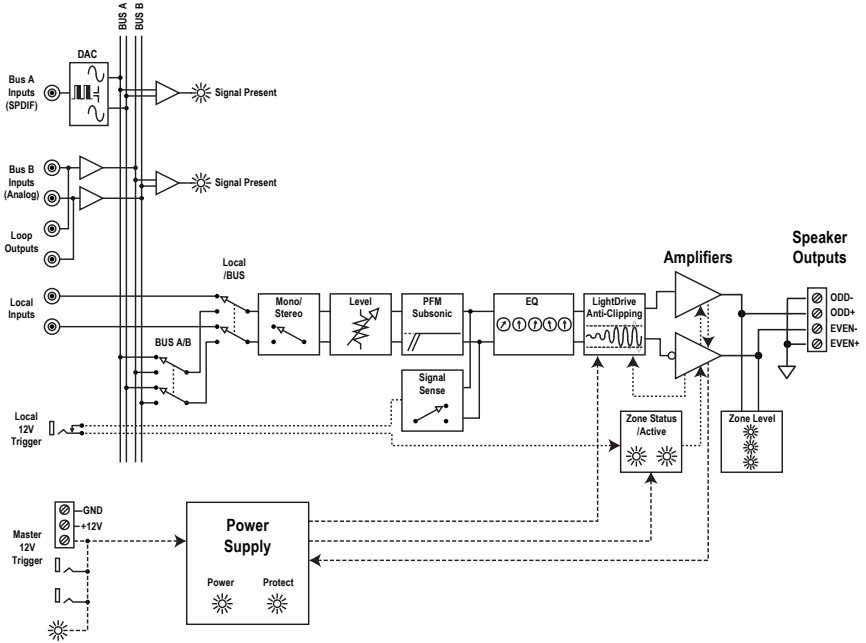 BUS A
BUS B
DAC
Bus A
Inputs
(SPDIF)
Signal Present
Bus B
Inputs
(Analog)
Signal Present
Loop
Outputs
Local
Inputs
Local
/BUS
BUS A/B
Mono/
Stereo
Level
PFM
Subsonic
EQ
LightDrive
Anti-Clipping
Amplifiers
Speaker
Outputs
ODD-
ODD+
EVEN-
EVEN+
Signal
Sense
Local
12V
Trigger
Zone Status
/Active
Zone Level
GND
+12V
Master
12V
Trigger
Power
Supply
Power
Protect